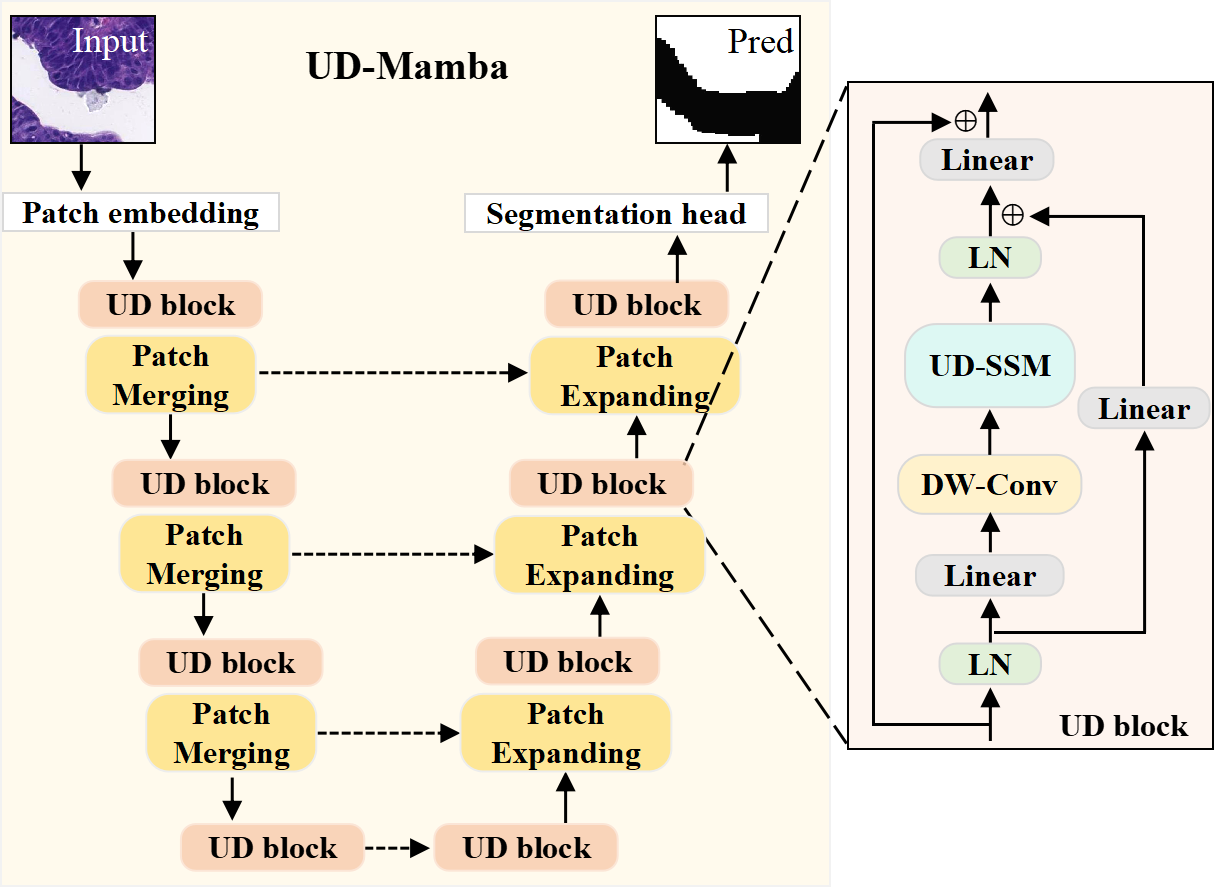 Input
UD-Mamba
Pred
Patch embedding
Segmentation head
UD block
UD block
Patch
Merging
Patch
Expanding
UD block
UD block
Patch
Merging
Patch
Expanding
UD block
UD block
Patch
Merging
Patch
Expanding
UD block
UD block
Linear
LN
UD-SSM
Linear
DW-Conv
Linear
LN
UD block